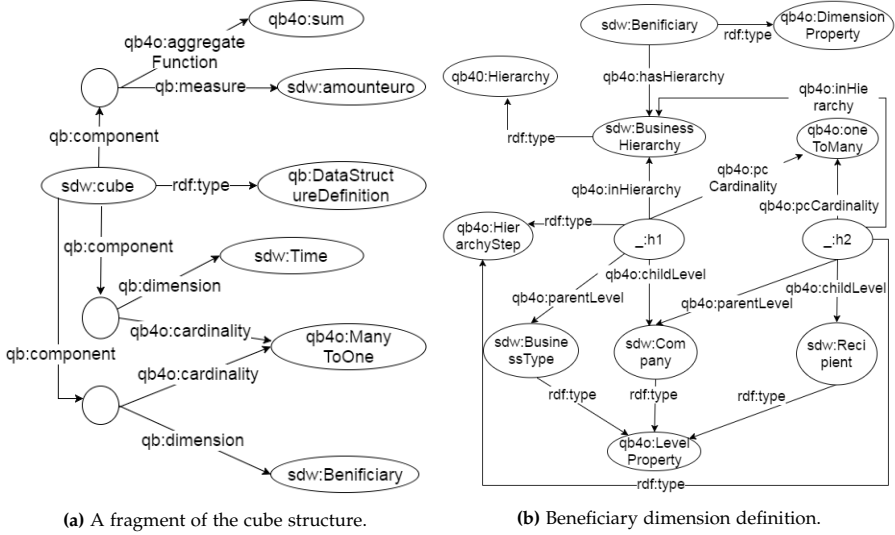 qb4o:sum
qb4o:aggregate
Function
qb:measure
sdw:amounteuro
qb:component
sdw:cube
rdf:type
qb:DataStruct
ureDefinition
qb:component
sdw:Time
qb:dimension
qb4o:cardinality
qb4o:Many
ToOne
qb:component
qb4o:cardinality
qb:dimension
sdw:Benificiary
(a) A fragment of the cube structure.
sdw:Benificiary
rdf:type
qb4o:Dimension
Property
qb4o:hasHierarchy
qb40:Hierarchy
qb4o:inHie
rarchy
rdf:type
sdw:Business
Hierarchy
qb4o:one
ToMany
qb4o:pc
Cardinality
qb4o:inHierarchy
qb4o:pcCardinality
qb4o:Hier
archyStep
rdf:type
_:h1
_:h2
qb4o:childLevel
qb4o:childLevel
qb4o:parentLevel
qb4o:parentLevel
sdw:Busine
ssType
sdw:Com
pany
sdw:Reci
pient
rdf:type
rdf:type
rdf:type
qb4o:Level
Property
rdf:type
(b) Beneficiary dimension definition.